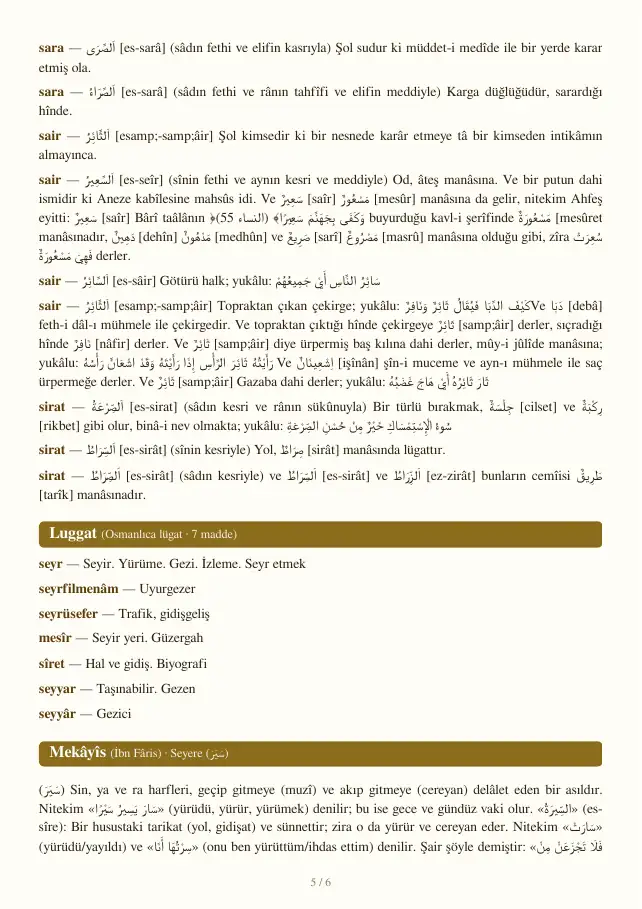 sara — اَلصَّرَى [es-sarâ] (sâdın fethi ve elifin kasrıyla) Şol sudur ki müddet-i medîde ile bir yerde karar
etmiş ola.
sara — اَلصَّرَاءُ [es-sarâ] (sâdın fethi ve rânın tahfîfi ve elifin meddiyle) Karga düğlüğüdür, sarardığı
hînde.
sair — اَلثَّائِرُ [esamp;-samp;âir] Şol kimsedir ki bir nesnede karâr etmeye tâ bir kimseden intikâmın
almayınca.
sair — اَلسَّعِيرُ [es-seîr] (sînin fethi ve aynın kesri ve meddiyle) Od, âteş manâsına. Ve bir putun dahi
ismidir ki Aneze kabîlesine mahsûs idi. Ve سَعِيرٌ [saîr] مَسْعُورٌ [mesûr] manâsına da gelir, nitekim Ahfeş
eyitti: سَعِيرٌ [saîr] Bârî taâlânın ﴿وَكَفَى بِجَهَنَّمَ سَعِيرًا﴾ (النساء 55) buyurduğu kavl-i şerîfinde مَسْعُورَةٌ [mesûret
manâsınadır, دَهِينٌ [dehîn] مَدْهُونٌ [medhûn] ve صَرِيعٌ [sarî] مَصْرُوعٌ [masrû] manâsına olduğu gibi, zîra سُعِرَتْ
فَهِيَ مَسْعُورَةٌ derler.
sair — اَلسَّائِرُ [es-sâir] Götürü halk; yukâlu: سَائِرُ النَّاسِ أَيْ جَمِيعُهُمْ
sair — اَلثَّائِرُ [esamp;-samp;âir] Topraktan çıkan çekirge; yukâlu: كَيْفَ الدَّبَا فَيُقَالُ ثَائِرٌ وَنَافِرٌVe دَبَا [debâ]
feth-i dâl-ı mühmele ile çekirgedir. Ve topraktan çıktığı hînde çekirgeye ثَائِرٌ [samp;âir] derler, sıçradığı
hînde نَافِرٌ [nâfir] derler. Ve ثَائِرٌ [samp;âir] diye ürpermiş baş kılına dahi derler, mûy-i jûlîde manâsına;
yukâlu: رَأَيْتُهُ ثَائِرَ الرَّأْسِ إِذَا رَأَيْتَهُ وَقَدْ اشْعَانَّ رَأْسُهُ Ve اِشْعِينَانٌ [işînân] şîn-i muceme ve ayn-ı mühmele ile saç
ürpermeğe derler. Ve ثَائِرٌ [samp;âir] Gazaba dahi derler; yukâlu: ثَارَ ثَائِرُهُ أَيْ هَاجَ غَضَبُهُ
sirat — اَلصِّرْعَةُ [es-sirat] (sâdın kesri ve rânın sükûnuyla) Bir türlü bırakmak, جِلْسَةٌ [cilset] ve رِكْبَةٌ
[rikbet] gibi olur, binâ-i nev olmakta; yukâlu: سُوءُ الْاِسْتِمْسَاكِ خَيْرٌ مِنْ حُسْنِ الصِّرْعَةِ
sirat — اَلسِّرَاطُ [es-sirât] (sînin kesriyle) Yol, صِرَاطٌ [sirât] manâsında lügattır.
sirat — اَلصِّرَاطُ [es-sirât] (sâdın kesriyle) ve اَلسِّرَاطُ [es-sirât] ve اَلزِّرَاطُ [ez-zirât] bunların cemîisi طَرِيقٌ
[tarîk] manâsınadır.
Luggat (Osmanlıca lügat · 7 madde)
seyr — Seyir. Yürüme. Gezi. İzleme. Seyr etmek
seyrfilmenâm — Uyurgezer
seyrüsefer — Trafik, gidişgeliş
mesîr — Seyir yeri. Güzergah
sîret — Hal ve gidiş. Biyografi
seyyar — Taşınabilir. Gezen
seyyâr — Gezici
Mekâyîs (İbn Fâris) · Seyere (سَيَرَ)
(سَيَرَ) Sin, ya ve ra harfleri, geçip gitmeye (muzî) ve akıp gitmeye (cereyan) delâlet eden bir asıldır.
Nitekim «سَارَ يَسِيرُ سَيْرًا» (yürüdü, yürür, yürümek) denilir; bu ise gece ve gündüz vaki olur. «السِّيرَةُ» (es-
sîre): Bir husustaki tarikat (yol, gidişat) ve sünnettir; zira o da yürür ve cereyan eder. Nitekim «سَارَتْ»
(yürüdü/yayıldı) ve «سِرْتُهَا أَنَا» (onu ben yürüttüm/ihdas ettim) denilir. Şair şöyle demiştir: «فَلَا تَجْزَعَنْ مِنْ
5 / 6